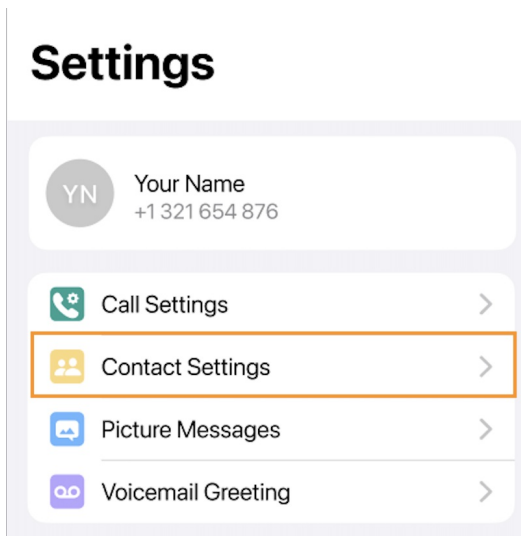 Settings
YN
Your Name
+1 321 654 876
Call Settings
Contact Settings
Picture Messages
Voicemail Greeting